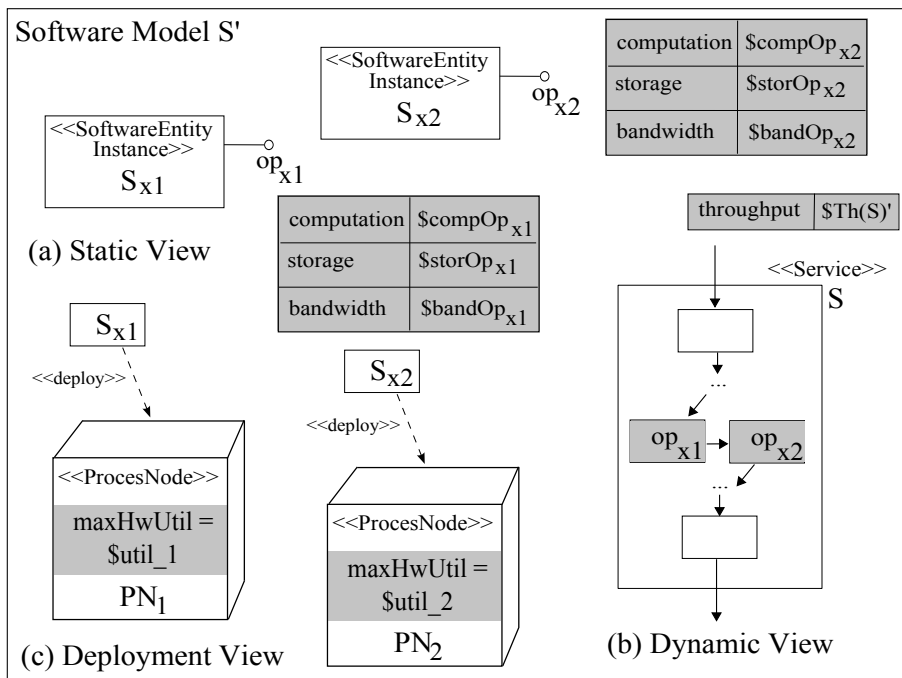 Software Model S'
<<SoftwareEntity
Instance>>
S_x2
op_x2
computation $compOp_x2
storage $storOp_x2
bandwidth $bandOp_x2
<<SoftwareEntity
Instance>>
S_x1
op_x1
(a) Static View
computation $compOp_x1
storage $storOp_x1
bandwidth $bandOp_x1
throughput $Th(S)'
<<Service>>
S
...
op_x1
op_x2
...
(b) Dynamic View
S_x1
<<deploy>>
<<ProcesNode>>
maxHwUtil =
$util_1
PN_1
S_x2
<<deploy>>
<<ProcesNode>>
maxHwUtil =
$util_2
PN_2
(c) Deployment View